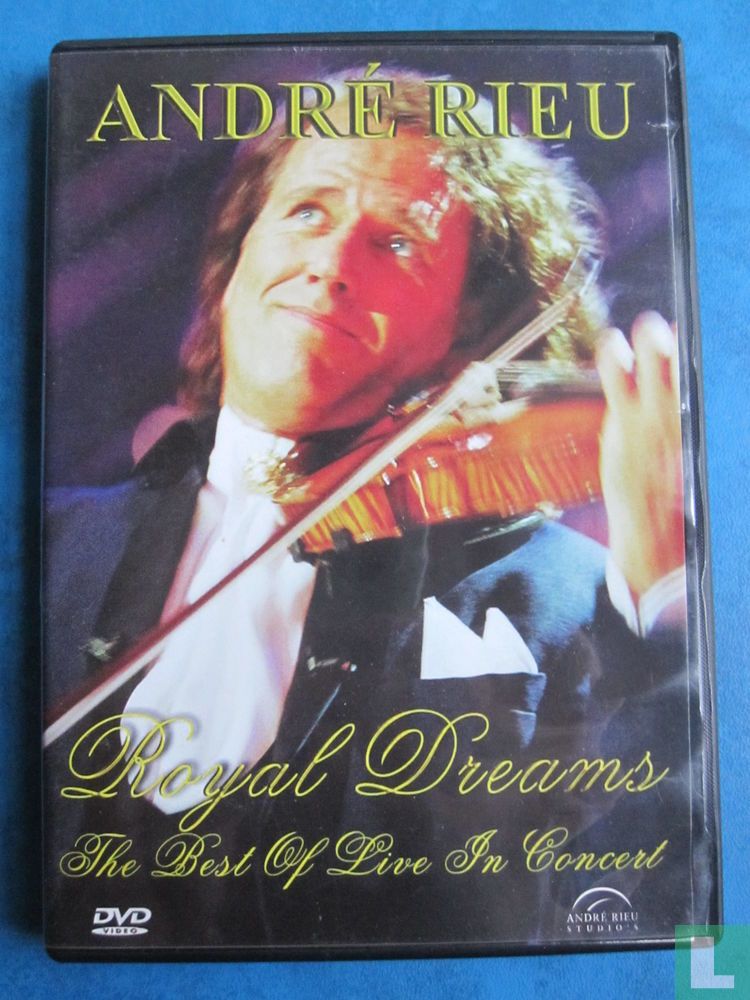 ANDRÉ RIEU
Royal Dreams
The Best Of Live In Concert
DVD
VIDEO
ANDRÉ RIEU
STUDIO'S
L